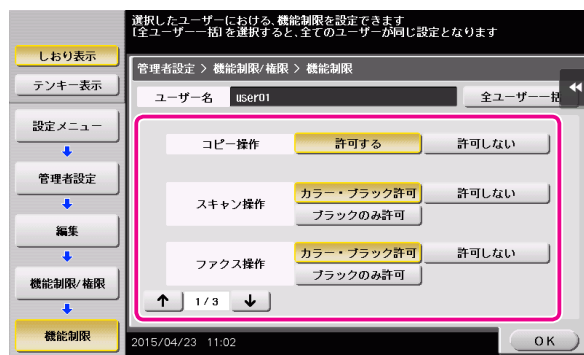 選択したユーザーにおける、機能制限を設定できます
[全ユーザー一括]を選択すると、全てのユーザーが同じ設定となります
しおり表示
テンキー表示
設定メニュー
管理者設定
編集
機能制限/権限
機能制限
管理者設定 > 機能制限/権限 > 機能制限
ユーザー名 user01 全ユーザー一括
コピー操作 許可する 許可しない
スキャン操作 カラー・ブラック許可 許可しない
ブラックのみ許可
ファクス操作 カラー・ブラック許可 許可しない
ブラックのみ許可
↑ 1/3 ↓
2015/04/23 11:02 OK